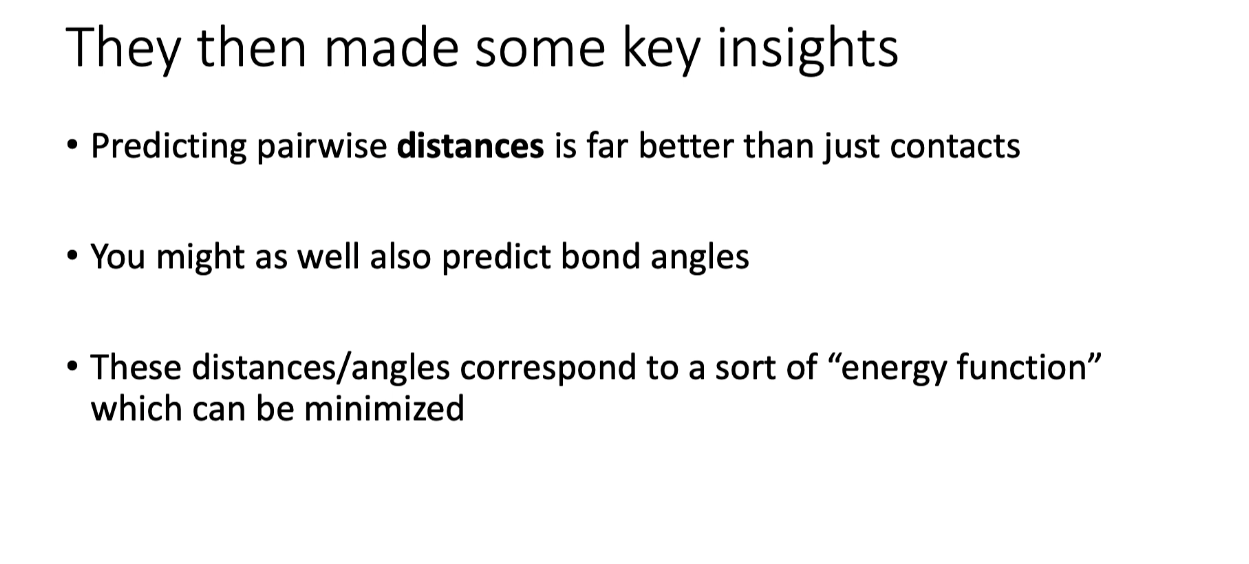 They then made some key insights
• Predicting pairwise distances is far better than just contacts
• You might as well also predict bond angles
• These distances/angles correspond to a sort of “energy function”
which can be minimized